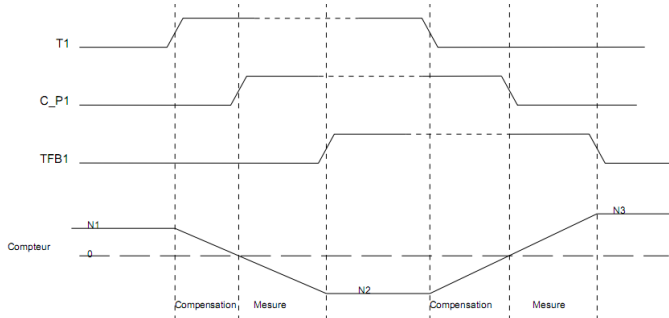 T1
C_P1
TFB1
N1
N3
Compteur
0
N2
Compensation Mesure Compensation Mesure